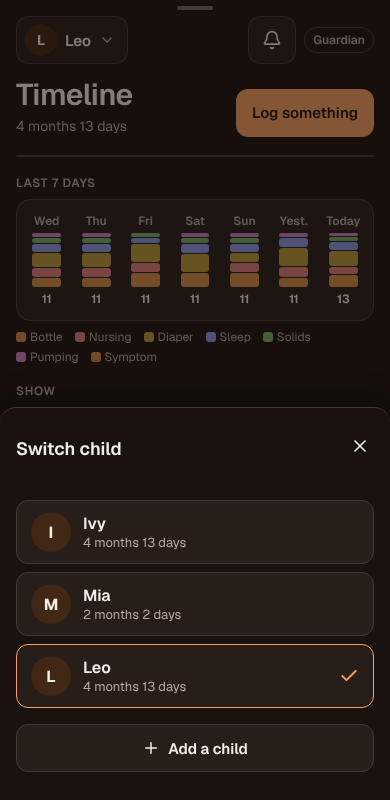 L Leo Guardian
Timeline
4 months 13 days
Log something
LAST 7 DAYS
Wed Thu Fri Sat Sun Yest. Today
11 11 11 11 11 11 13
Bottle Nursing Diaper Sleep Solids
Pumping Symptom
SHOW
Switch child
I Ivy
4 months 13 days
M Mia
2 months 2 days
L Leo
4 months 13 days
Add a child